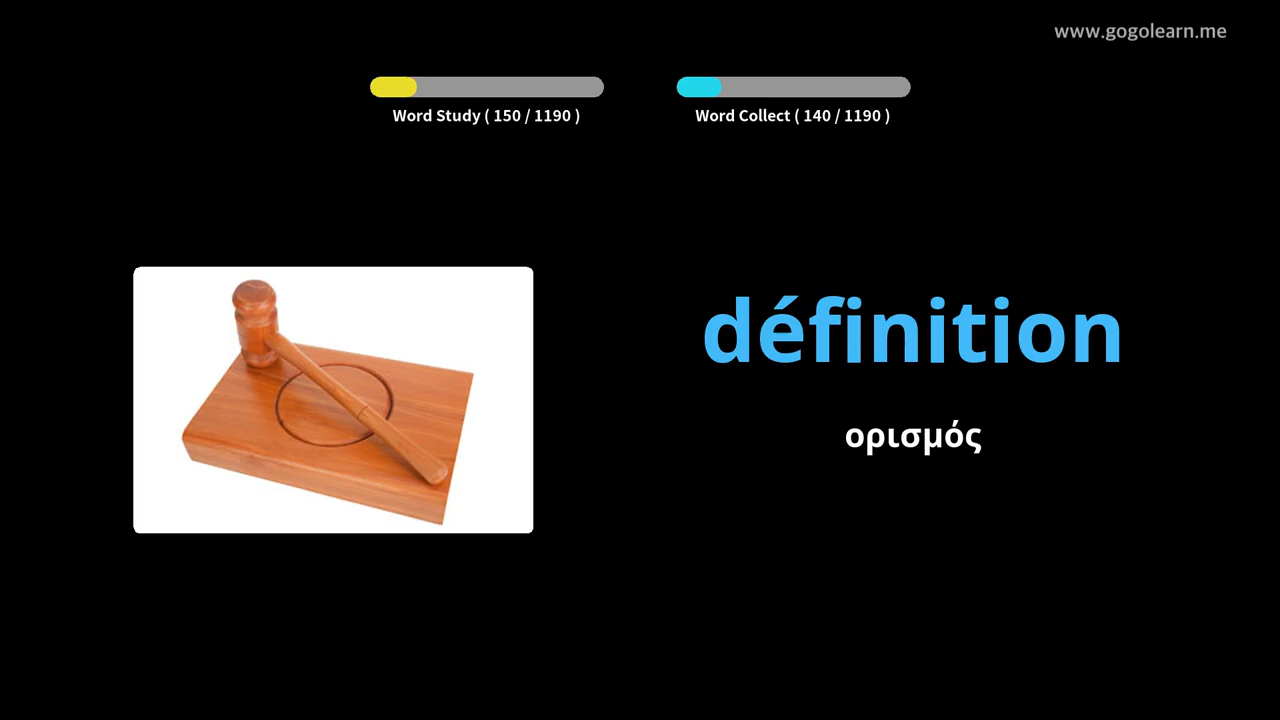 www.gogolearn.me
Word Study ( 150 / 1190 )
Word Collect ( 140 / 1190 )
définition
ορισμός